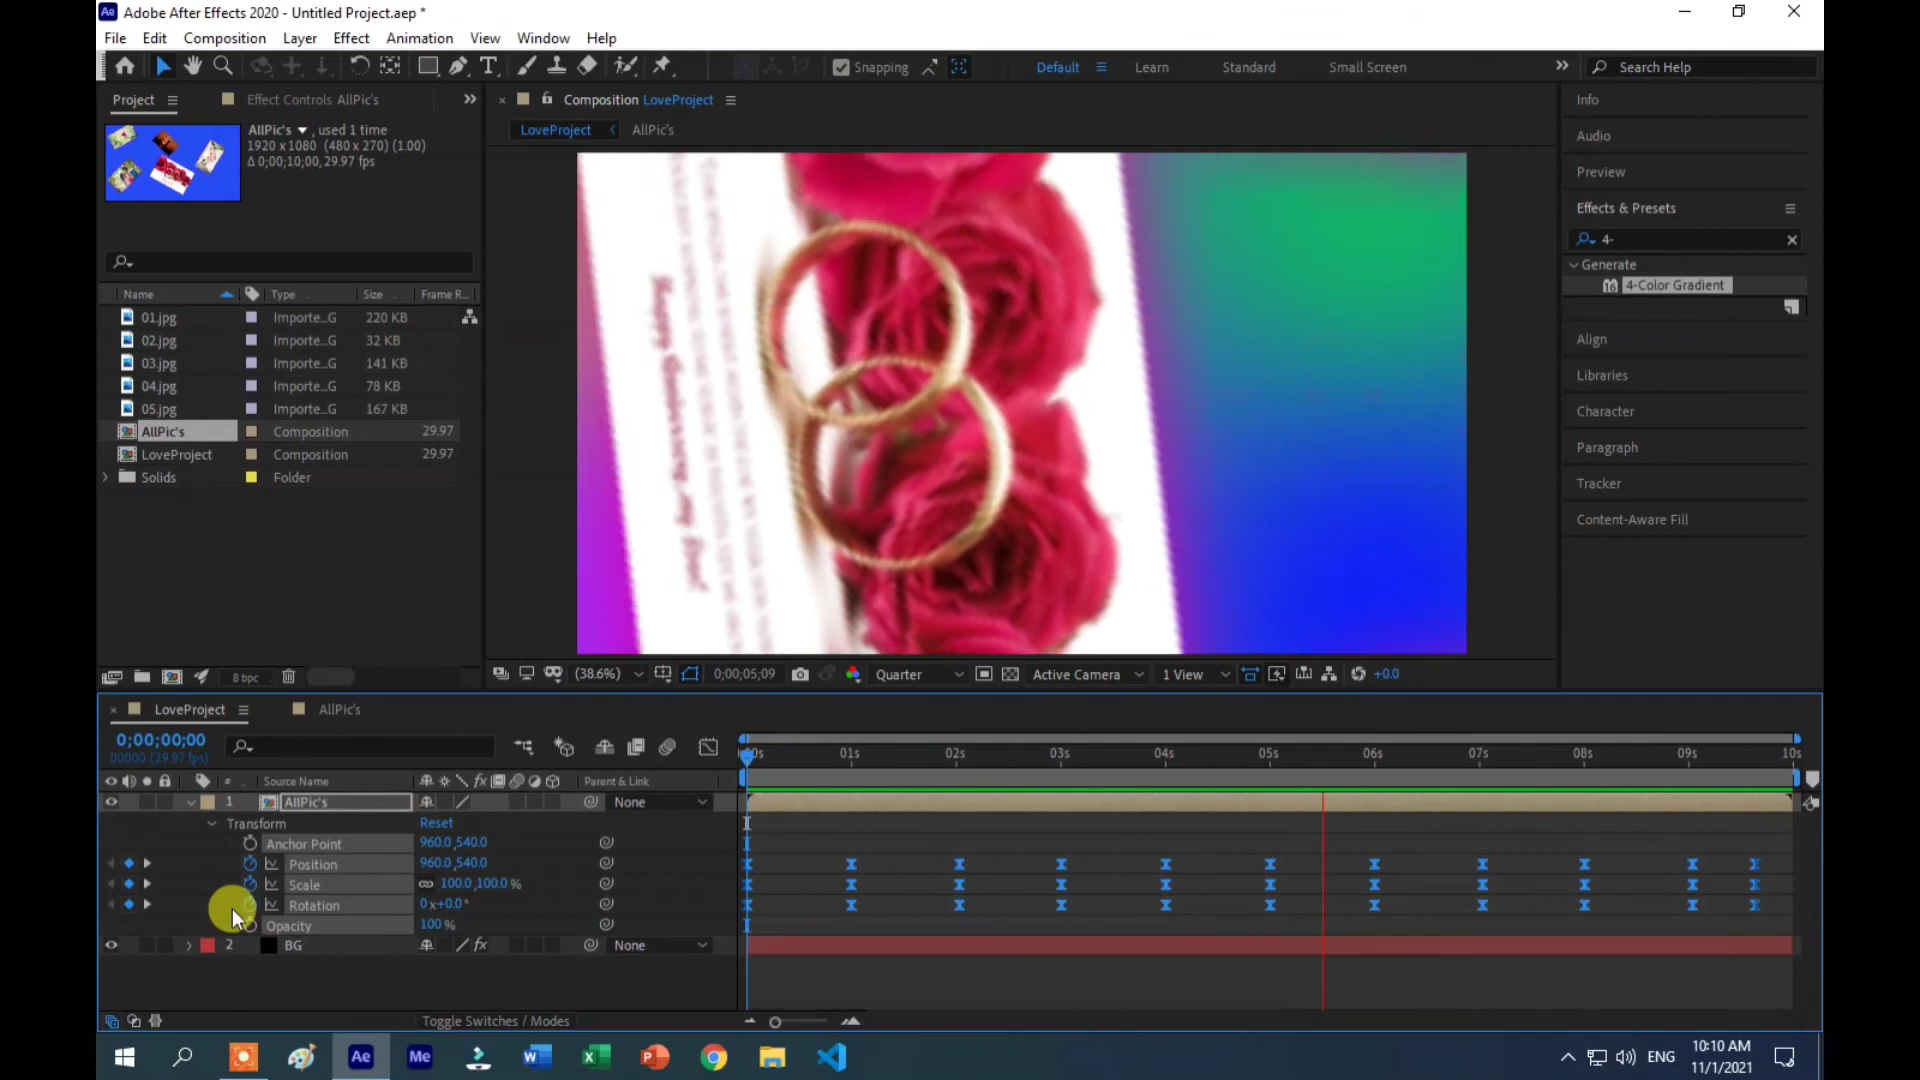 Ae Adobe After Effects 2020 - Untitled Project.aep *
File Edit Composition Layer Effect Animation View Window Help
Snapping Default Learn Standard Small Screen Search Help
Project Effect Controls AllPic's
AllPic's , used 1 time
1920 x 1080 (480 x 270) (1.00)
Δ 0;00;10;00, 29.97 fps
Composition LoveProject
LoveProject AllPic's
Name Type Size Frame R...
01.jpg Importe...G 220 KB
02.jpg Importe...G 32 KB
03.jpg Importe...G 141 KB
04.jpg Importe...G 78 KB
05.jpg Importe...G 167 KB
AllPic's Composition 29.97
LoveProject Composition 29.97
Solids Folder
8 bpc
Happy
(38.6%) 0;00;05;09 Quarter Active Camera 1 View +0.0
Info
Audio
Preview
Effects & Presets
4-
Generate
16 4-Color Gradient
Align
Libraries
Character
Paragraph
Tracker
Content-Aware Fill
LoveProject AllPic's
0;00;00;00
00000 (29.97 fps)
00s 01s 02s 03s 04s 05s 06s 07s 08s 09s 10s
# Source Name fx Parent & Link
1 AllPic's None
Transform Reset
Anchor Point 960.0,540.0
Position 960.0,540.0
Scale 100.0,100.0 %
Rotation 0x+0.0°
Opacity 100 %
2 BG fx None
Toggle Switches / Modes
Ae Me W X P
ENG 10:10 AM
11/1/2021